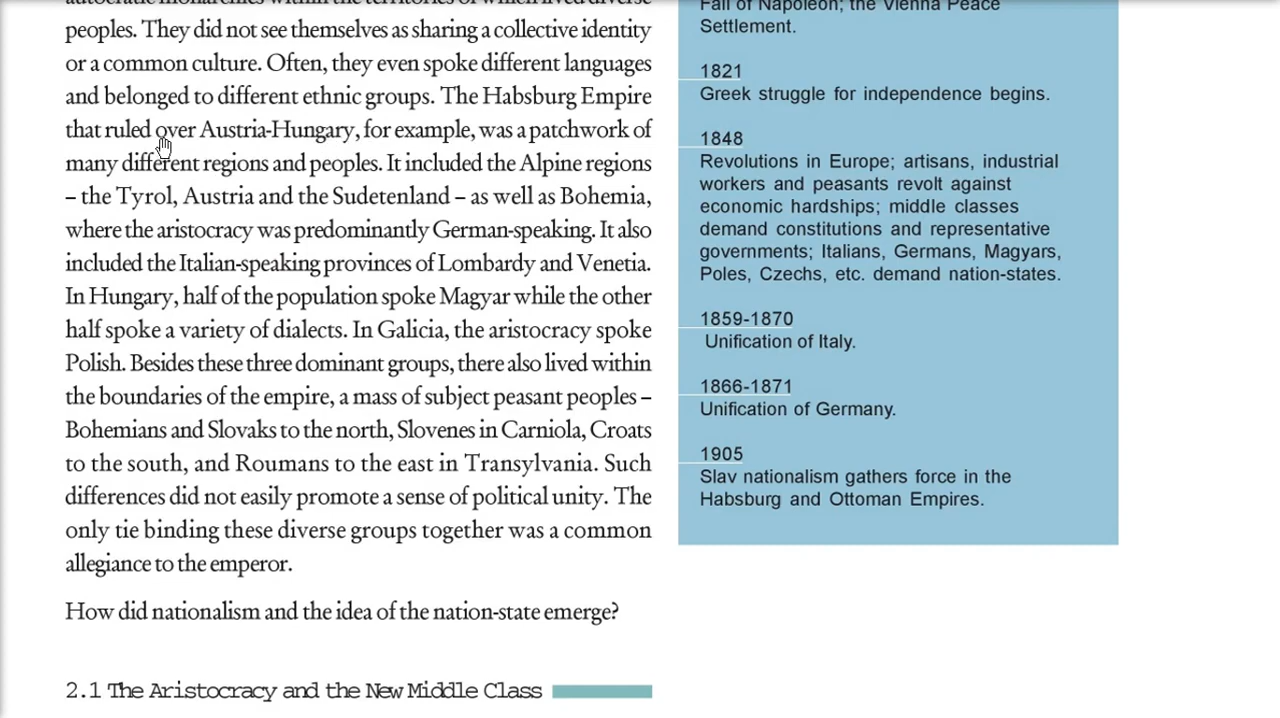 autocratic monarchies within the territories of which lived diverse
peoples. They did not see themselves as sharing a collective identity
or a common culture. Often, they even spoke different languages
and belonged to different ethnic groups. The Habsburg Empire
that ruled over Austria-Hungary, for example, was a patchwork of
many different regions and peoples. It included the Alpine regions
– the Tyrol, Austria and the Sudetenland – as well as Bohemia,
where the aristocracy was predominantly German-speaking. It also
included the Italian-speaking provinces of Lombardy and Venetia.
In Hungary, half of the population spoke Magyar while the other
half spoke a variety of dialects. In Galicia, the aristocracy spoke
Polish. Besides these three dominant groups, there also lived within
the boundaries of the empire, a mass of subject peasant peoples –
Bohemians and Slovaks to the north, Slovenes in Carniola, Croats
to the south, and Roumans to the east in Transylvania. Such
differences did not easily promote a sense of political unity. The
only tie binding these diverse groups together was a common
allegiance to the emperor.
How did nationalism and the idea of the nation-state emerge?
2.1 The Aristocracy and the New Middle Class
Fall of Napoleon; the Vienna Peace
Settlement.
1821
Greek struggle for independence begins.
1848
Revolutions in Europe; artisans, industrial
workers and peasants revolt against
economic hardships; middle classes
demand constitutions and representative
governments; Italians, Germans, Magyars,
Poles, Czechs, etc. demand nation-states.
1859-1870
Unification of Italy.
1866-1871
Unification of Germany.
1905
Slav nationalism gathers force in the
Habsburg and Ottoman Empires.